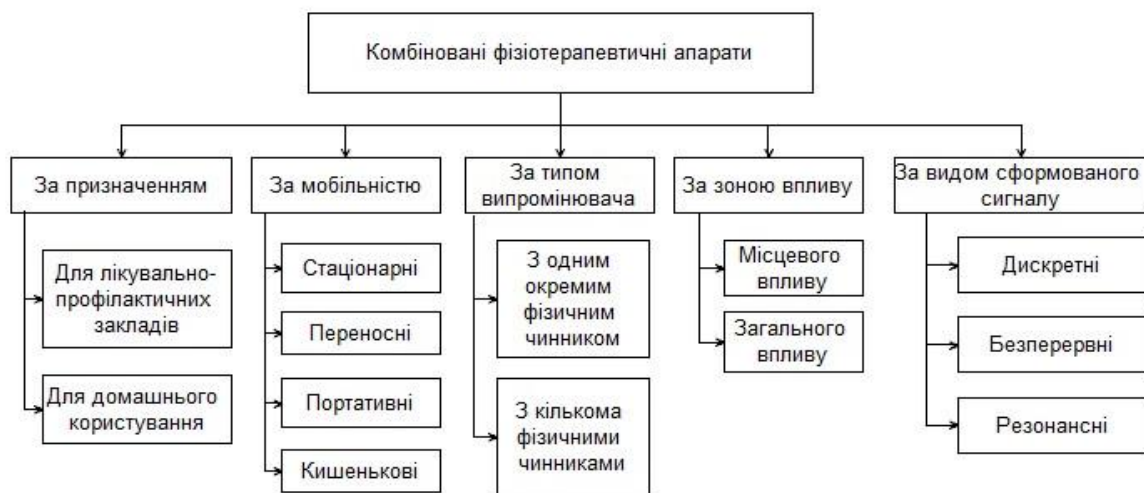 Комбіновані фізіотерапевтичні апарати
За призначенням
Для лікувально-
профілактичних
закладів
Для домашнього
користування
За мобільністю
Стаціонарні
Переносні
Портативні
Кишенькові
За типом
випромінювача
З одним
окремим
фізичним
чинником
З кількома
фізичними
чинниками
За зоною впливу
Місцевого
впливу
Загального
впливу
За видом сформованого
сигналу
Дискретні
Безперервні
Резонансні